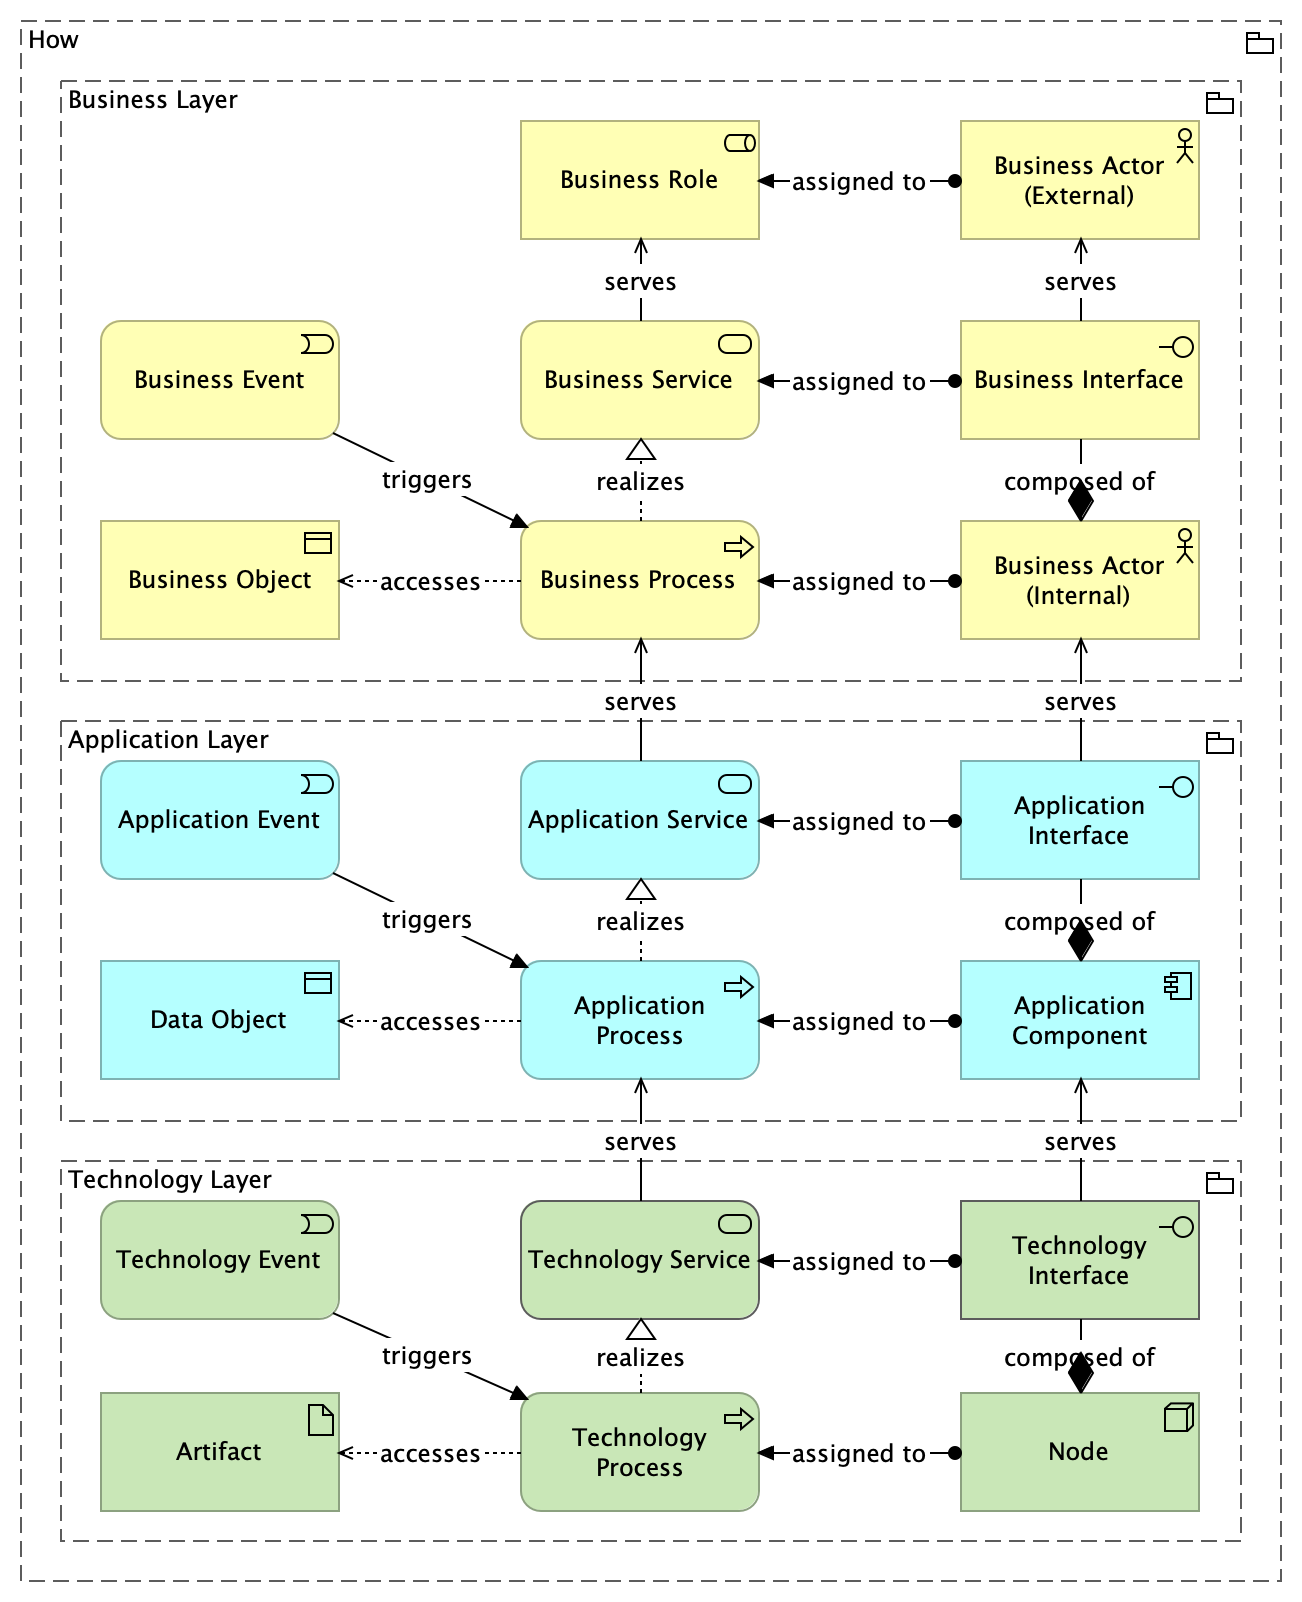 How
Business Layer
Business Role
assigned to
Business Actor
(External)
serves
serves
Business Event
Business Service
assigned to
Business Interface
triggers
realizes
composed of
Business Object
accesses
Business Process
assigned to
Business Actor
(Internal)
serves
serves
Application Layer
Application Event
Application Service
assigned to
Application
Interface
triggers
realizes
composed of
Data Object
accesses
Application
Process
assigned to
Application
Component
serves
serves
Technology Layer
Technology Event
Technology Service
assigned to
Technology
Interface
triggers
realizes
composed of
Artifact
accesses
Technology
Process
assigned to
Node